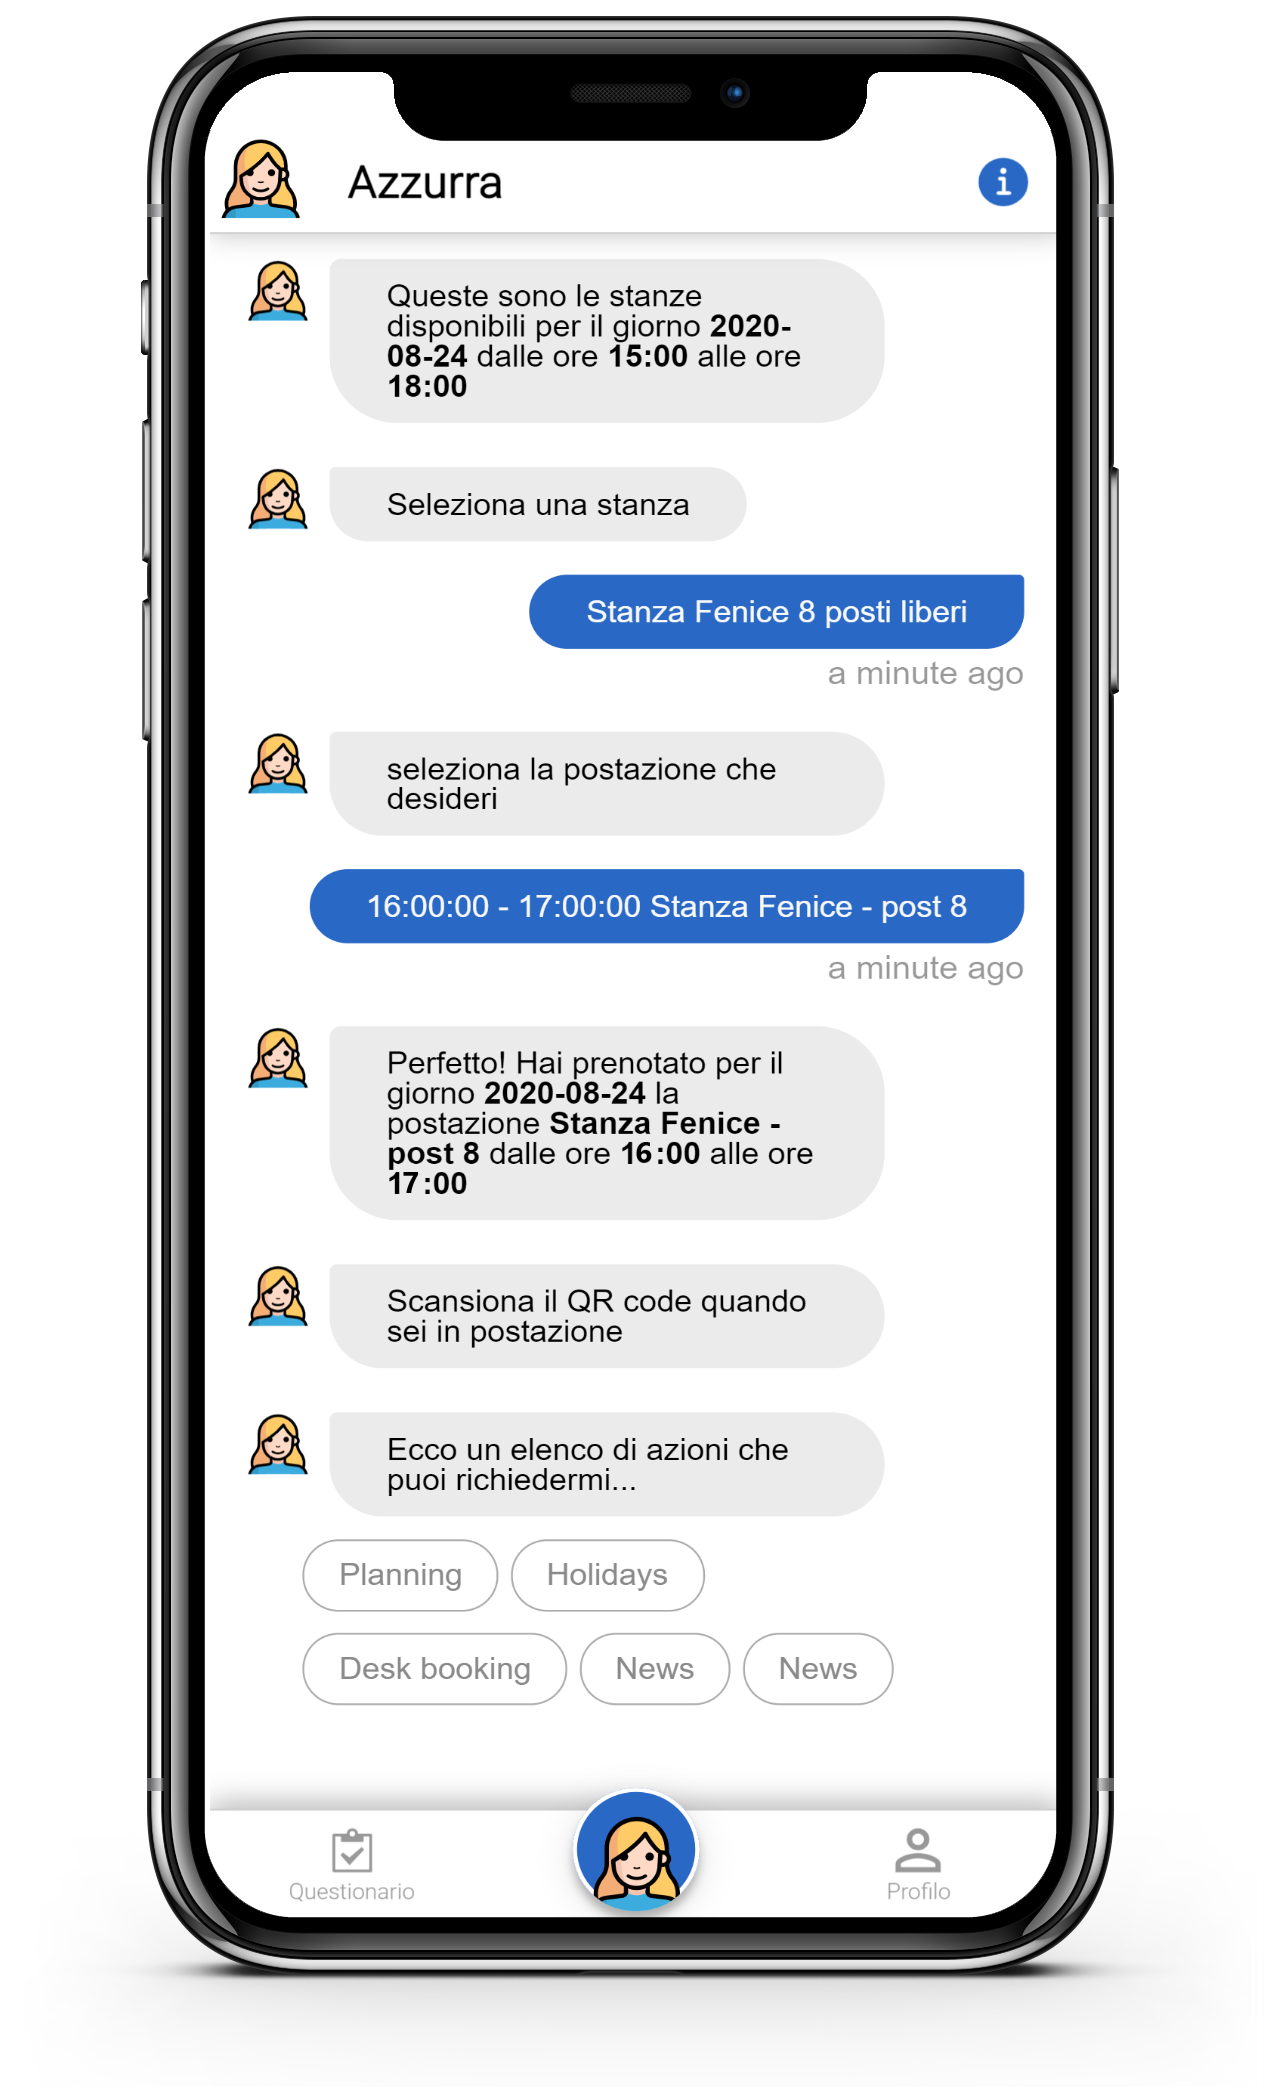 Azzurra
Queste sono le stanze
disponibili per il giorno 2020-
08-24 dalle ore 15:00 alle ore
18:00
Seleziona una stanza
Stanza Fenice 8 posti liberi
a minute ago
seleziona la postazione che
desideri
16:00:00 - 17:00:00 Stanza Fenice - post 8
a minute ago
Perfetto! Hai prenotato per il
giorno 2020-08-24 la
postazione Stanza Fenice -
post 8 dalle ore 16:00 alle ore
17:00
Scansiona il QR code quando
sei in postazione
Ecco un elenco di azioni che
puoi richiedermi...
Planning Holidays
Desk booking News News
Questionario Profilo